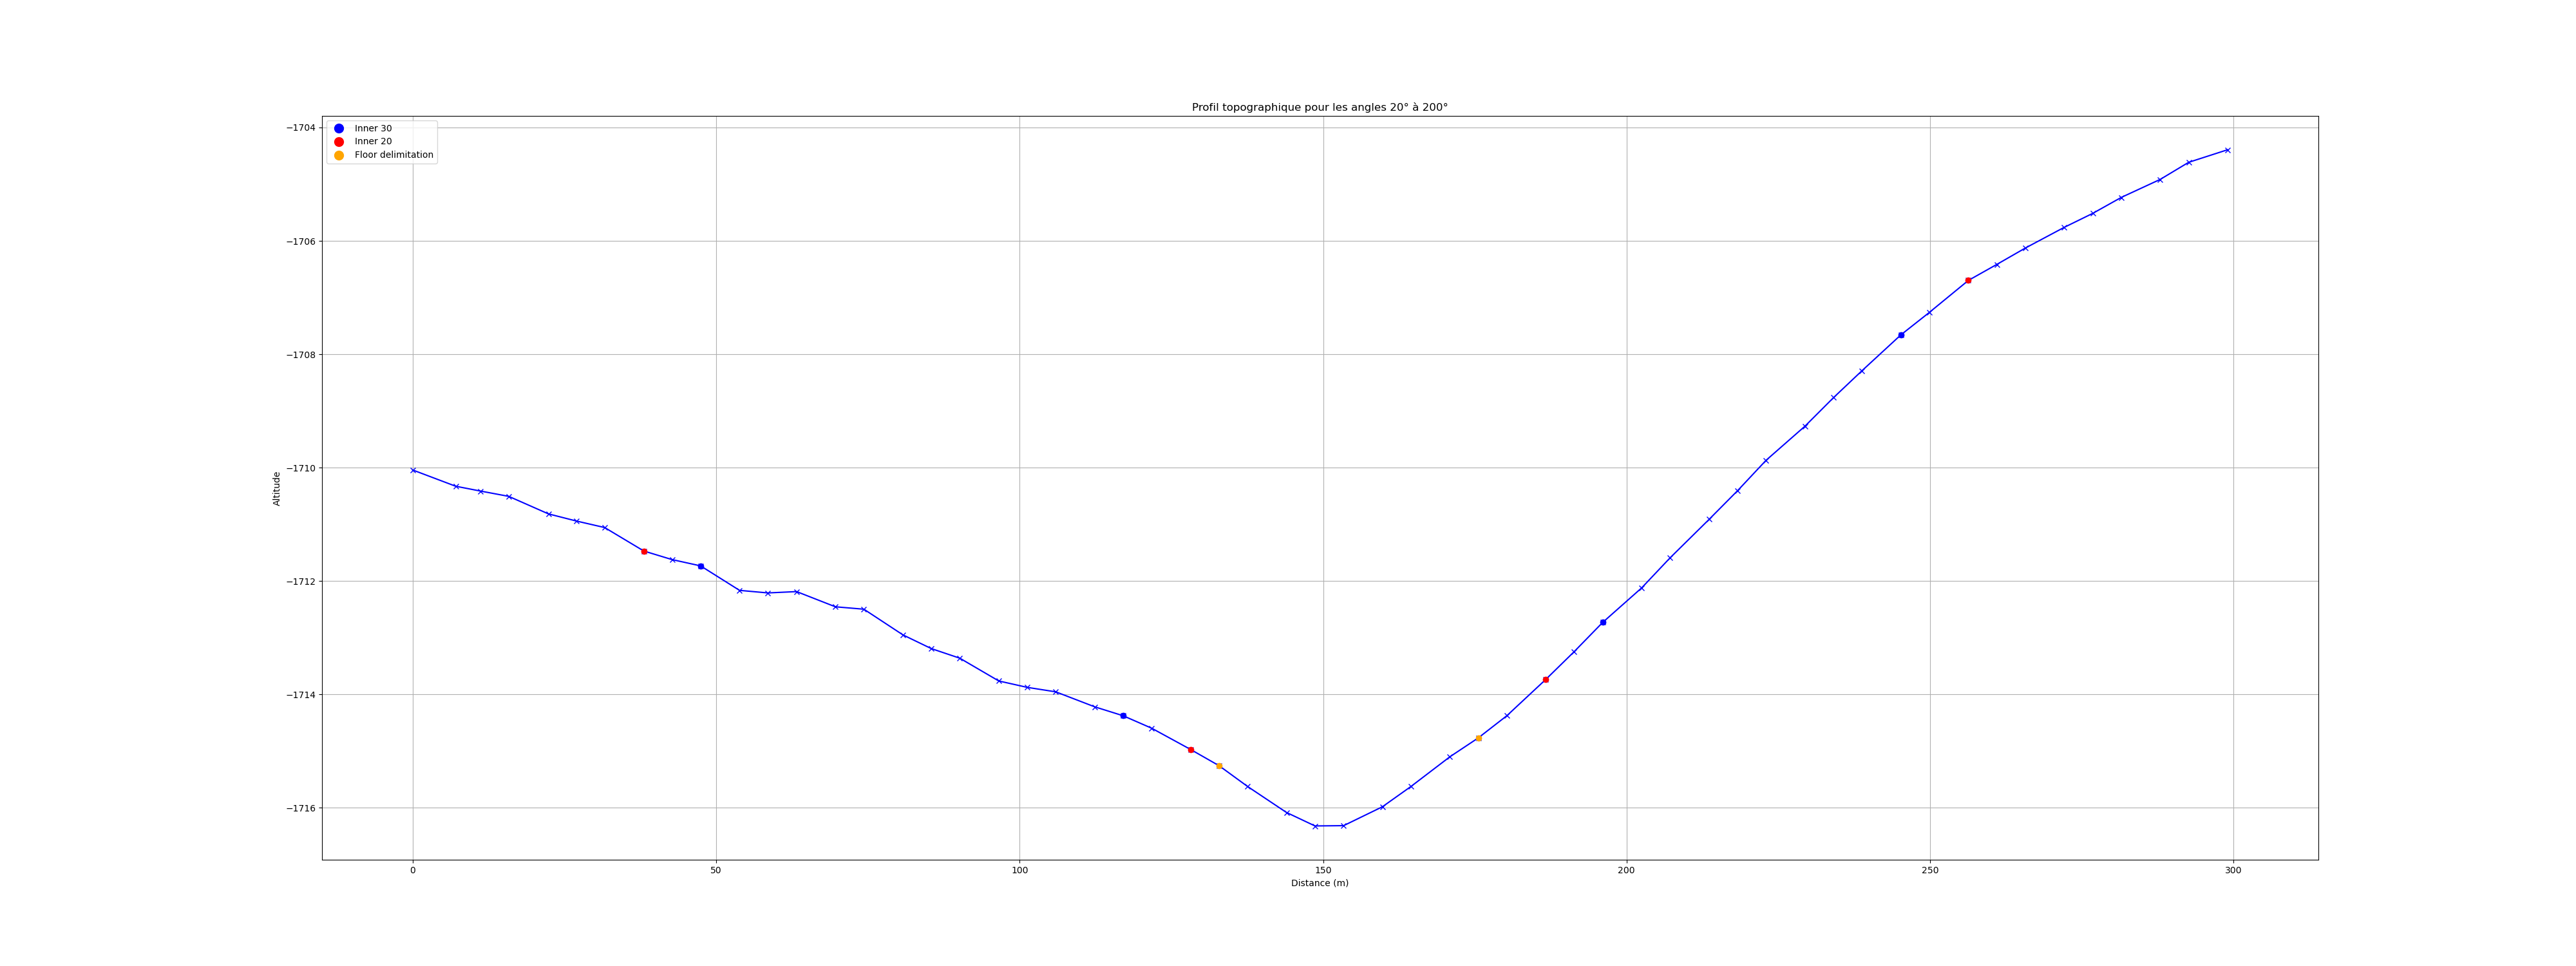 Profil topographique pour les angles 20° à 200°
Inner 30
Inner 20
Floor delimitation
−1704
−1706
−1708
−1710
−1712
−1714
−1716
Altitude
0 50 100 150 200 250 300
Distance (m)